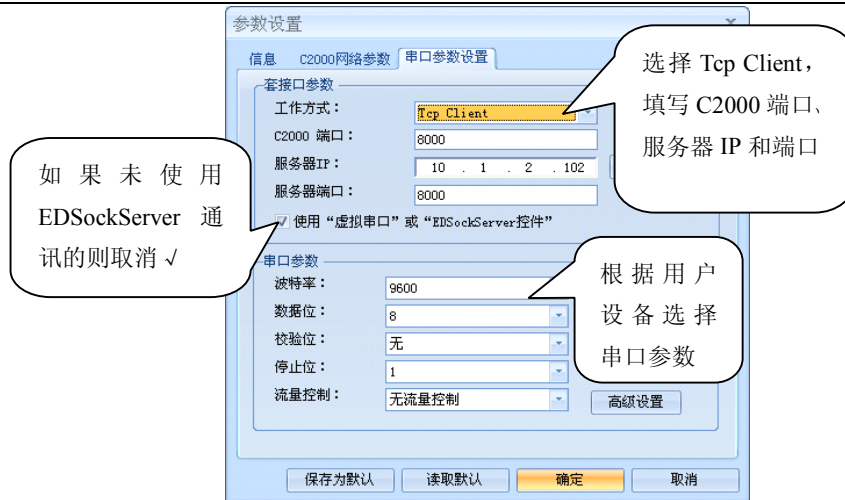 参数设置
信息 C2000网络参数 串口参数设置
套接口参数
工作方式： Tcp Client
C2000 端口： 8000
服务器IP： 10 . 1 . 2 . 102
服务器端口： 8000
使用“虚拟串口”或“EDSockServer控件”
串口参数
波特率： 9600
数据位： 8
校验位： 无
停止位： 1
流量控制： 无流量控制
高级设置
保存为默认 读取默认 确定 取消
选择 Tcp Client，
填写 C2000 端口、
服务器 IP 和端口
如果未使用
EDSockServer 通
讯的则取消 √
根据用户
设备选择
串口参数